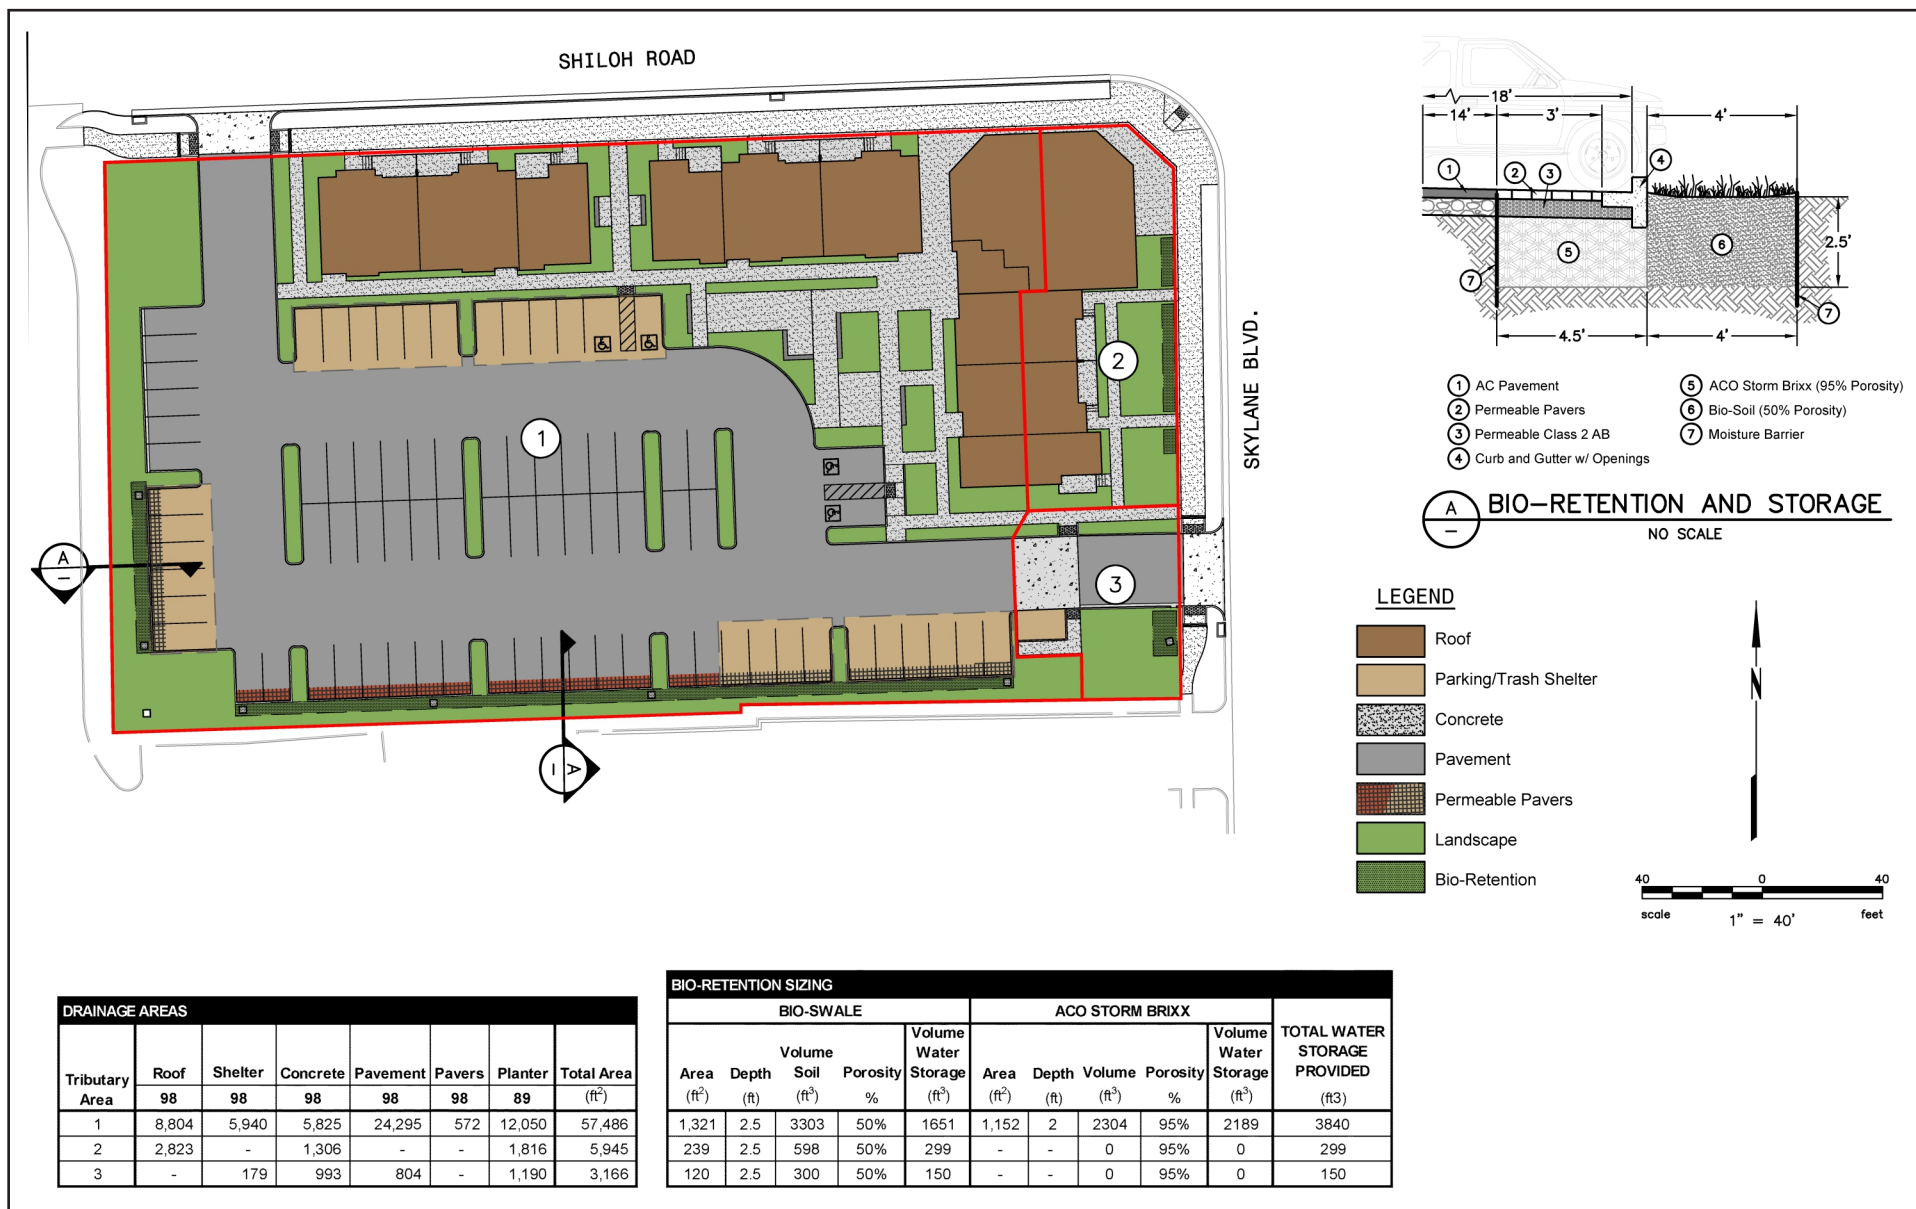 SHILOH ROAD
SKYLANE BLVD.
1
2
3
A
—
A
—
18'
14'
3'
4'
1
2
3
4
5
6
7
7
2.5'
4.5'
4'
1 AC Pavement
2 Permeable Pavers
3 Permeable Class 2 AB
4 Curb and Gutter w/ Openings
5 ACO Storm Brixx (95% Porosity)
6 Bio-Soil (50% Porosity)
7 Moisture Barrier
A
—
BIO-RETENTION AND STORAGE
NO SCALE
LEGEND
Roof
Parking/Trash Shelter
Concrete
Pavement
Permeable Pavers
Landscape
Bio-Retention
N
40 0 40
scale 1" = 40' feet
DRAINAGE AREAS
Tributary Area Roof Shelter Concrete Pavement Pavers Planter Total Area
98 98 98 98 98 89 (ft²)
1 8,804 5,940 5,825 24,295 572 12,050 57,486
2 2,823 - 1,306 - - 1,816 5,945
3 - 179 993 804 - 1,190 3,166
BIO-RETENTION SIZING
BIO-SWALE ACO STORM BRIXX TOTAL WATER STORAGE PROVIDED
Area Depth Volume Soil Porosity Volume Water Storage Area Depth Volume Porosity Volume Water Storage
(ft²) (ft) (ft³) % (ft³) (ft²) (ft) (ft³) % (ft³) (ft3)
1,321 2.5 3303 50% 1651 1,152 2 2304 95% 2189 3840
239 2.5 598 50% 299 - - 0 95% 0 299
120 2.5 300 50% 150 - - 0 95% 0 150